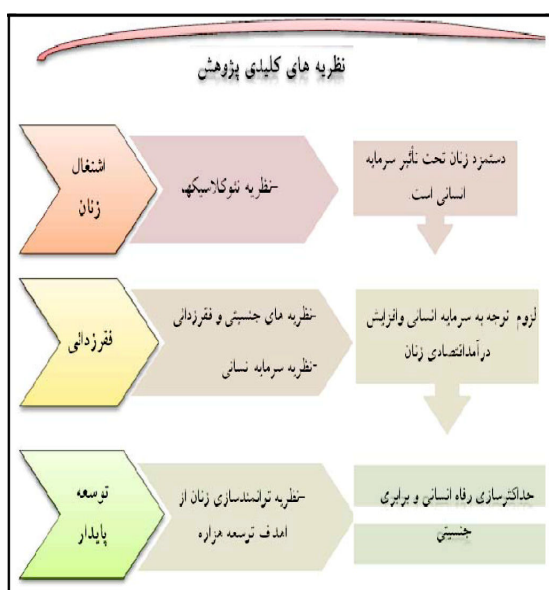 نظریه های کلیدی پژوهش
اشتغال
زنان
-نظریه نئوکلاسیکها
دستمزد زنان تحت تأثیر سرمایه
انسانی است
فقرزدائی
-نظریه های جنسیتی و فقرزدائی
-نظریه سرمایه نسانی
لزوم توجه به سرمایه انسانی وافزایش
درآمداقتصادی زنان
توسعه
پایدار
-نظریه توانمندسازی زنان از
اهدف توسعه هزاره
حداکثرسازی رفاه انسانی و برابری
جنسیتی